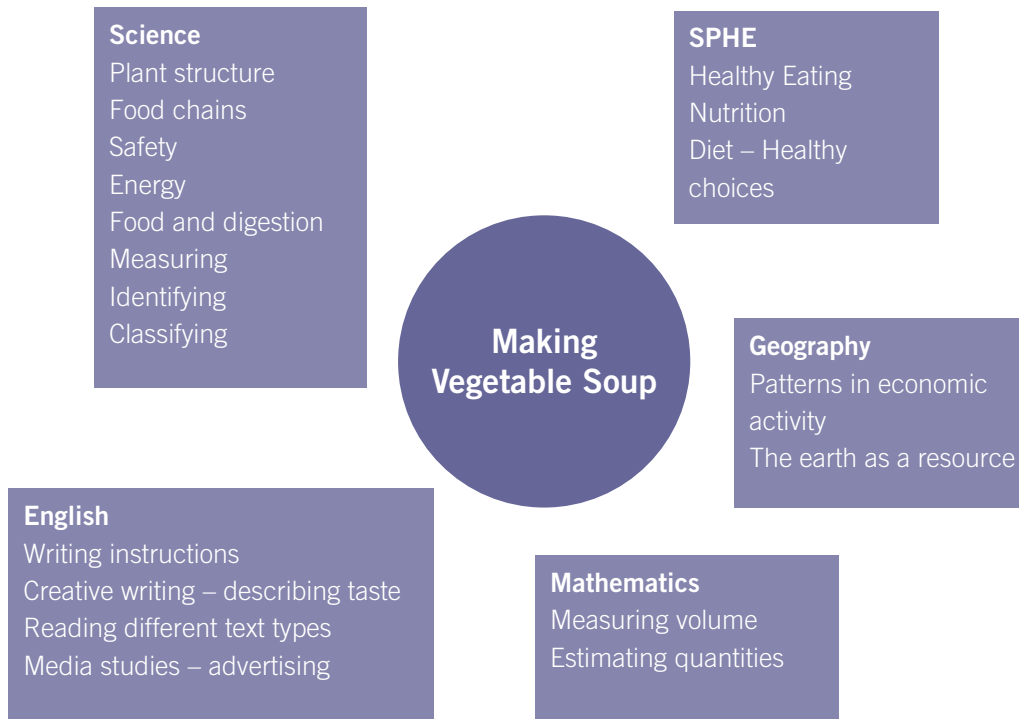 Science
Plant structure
Food chains
Safety
Energy
Food and digestion
Measuring
Identifying
Classifying
SPHE
Healthy Eating
Nutrition
Diet – Healthy
choices
Making
Vegetable Soup
Geography
Patterns in economic
activity
The earth as a resource
English
Writing instructions
Creative writing – describing taste
Reading different text types
Media studies – advertising
Mathematics
Measuring volume
Estimating quantities